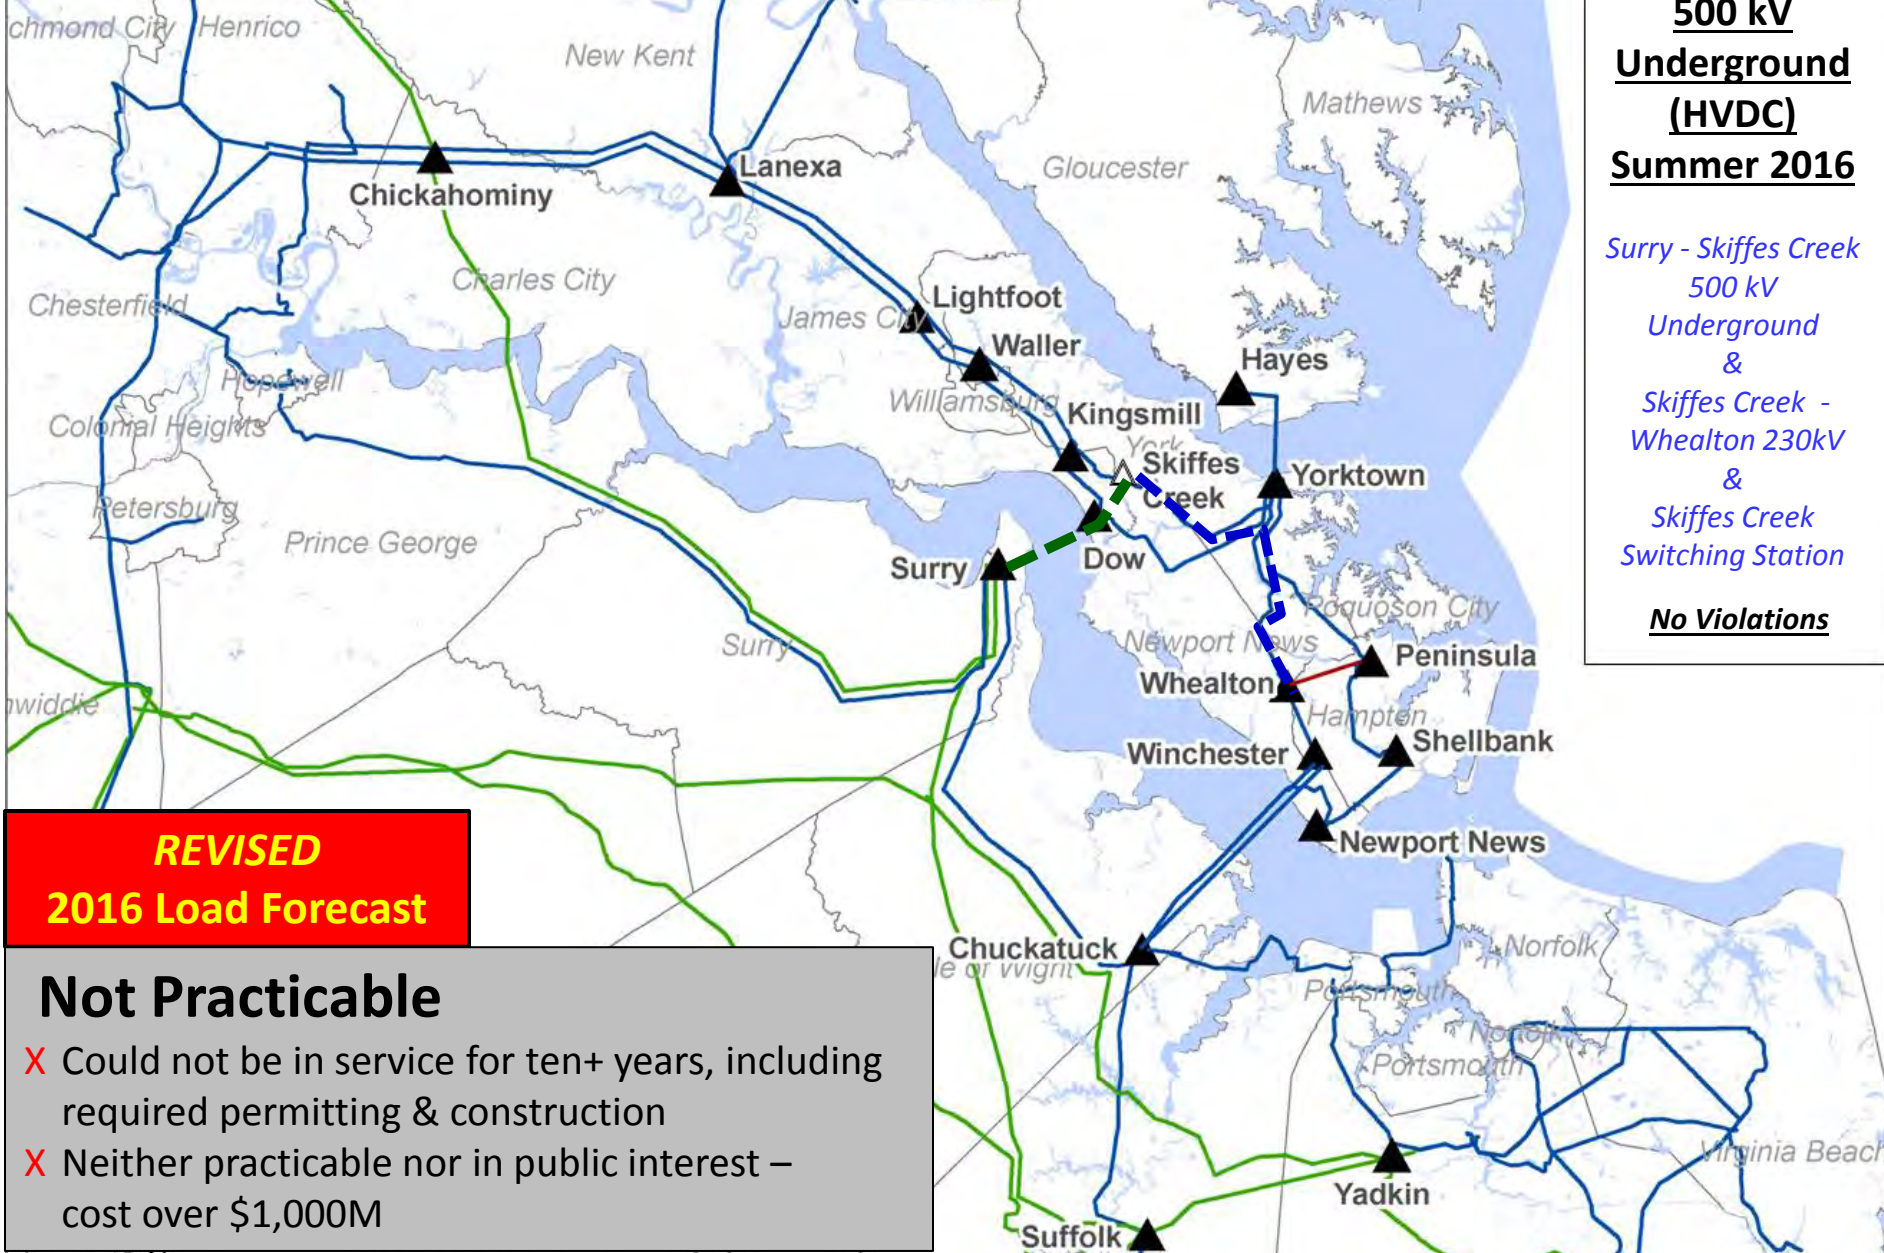 500 kV
Underground
(HVDC)
Summer 2016
Surry - Skiffes Creek
500 kV
Underground
&
Skiffes Creek -
Whealton 230kV
&
Skiffes Creek
Switching Station
No Violations
Henrico
New Kent
Mathews
Lanexa
Gloucester
Chickahominy
Charles City
Lightfoot
Chesterfield
James City
Waller
Hayes
Hopewell
Williamsburg
Kingsmill
Colonial Heights
York
Skiffes
Creek
Yorktown
Petersburg
Prince George
Dow
Surry
Poquoson City
Surry
Newport News
Peninsula
Whealton
Hampton
Shellbank
Winchester
Newport News
REVISED
2016 Load Forecast
Chuckatuck
Norfolk
Portsmouth
Norfolk
Portsmouth
Virginia Beach
Yadkin
Suffolk
Not Practicable
X Could not be in service for ten+ years, including
required permitting & construction
X Neither practicable nor in public interest –
cost over $1,000M